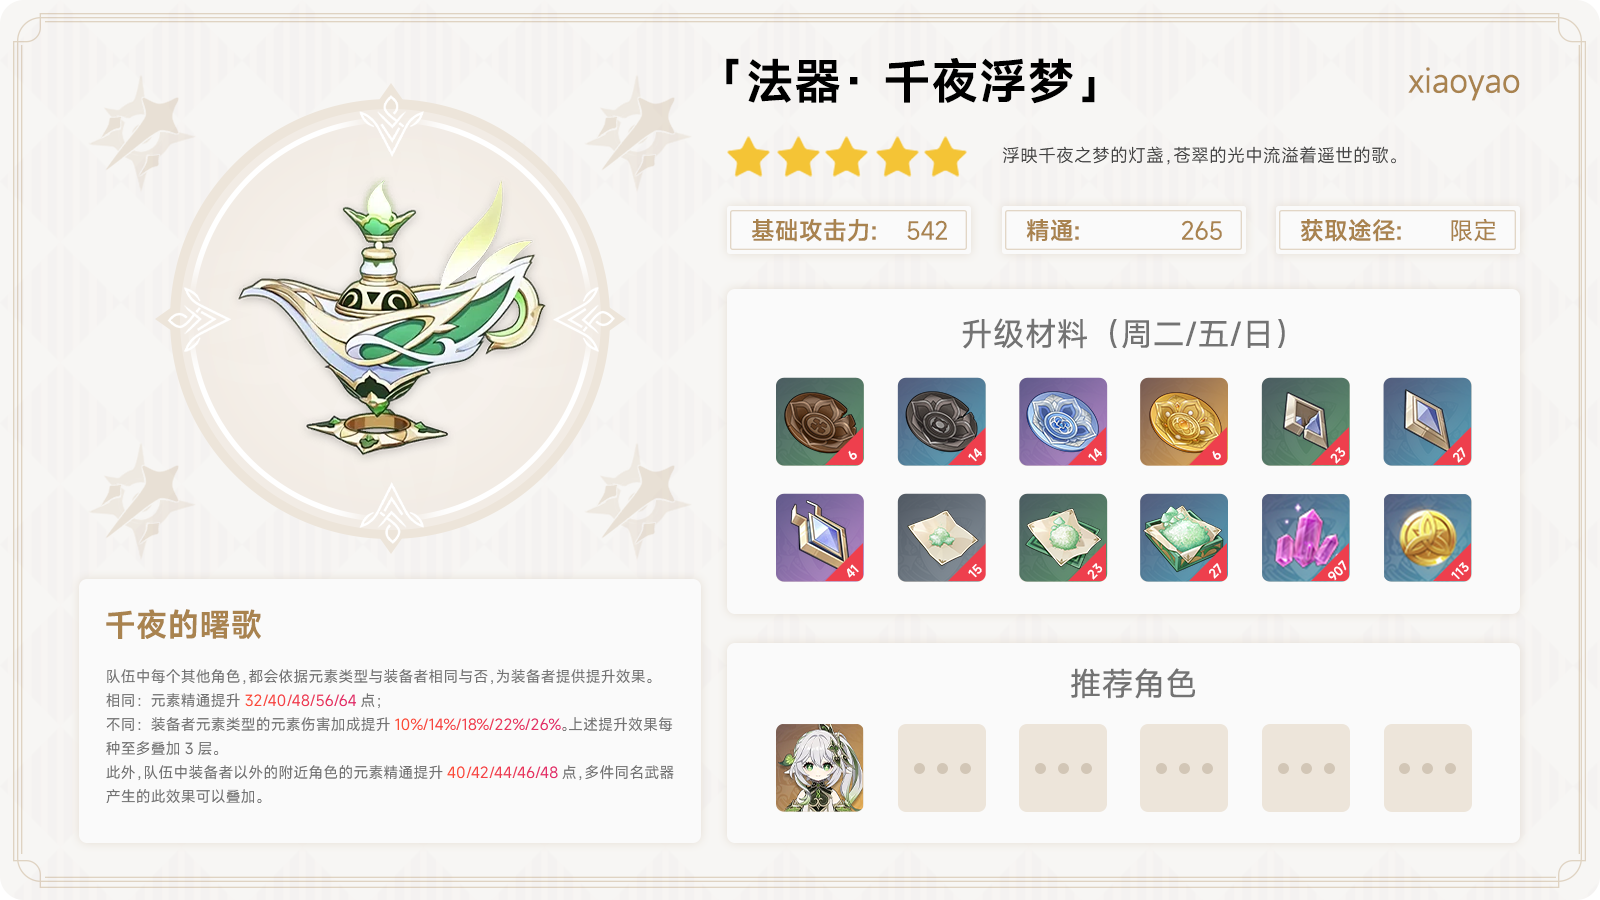 「法器· 千夜浮梦」
xiaoyao
浮映千夜之梦的灯盏,苍翠的光中流溢着遥世的歌。
基础攻击力: 542
精通: 265
获取途径: 限定
升级材料（周二/五/日）
6
14
14
6
23
27
41
15
23
27
907
113
千夜的曙歌
队伍中每个其他角色,都会依据元素类型与装备者相同与否,为装备者提供提升效果。
相同：元素精通提升 32/40/48/56/64 点；
不同：装备者元素类型的元素伤害加成提升 10%/14%/18%/22%/26%。上述提升效果每
种至多叠加 3 层。
此外,队伍中装备者以外的附近角色的元素精通提升 40/42/44/46/48 点,多件同名武器
产生的此效果可以叠加。
推荐角色